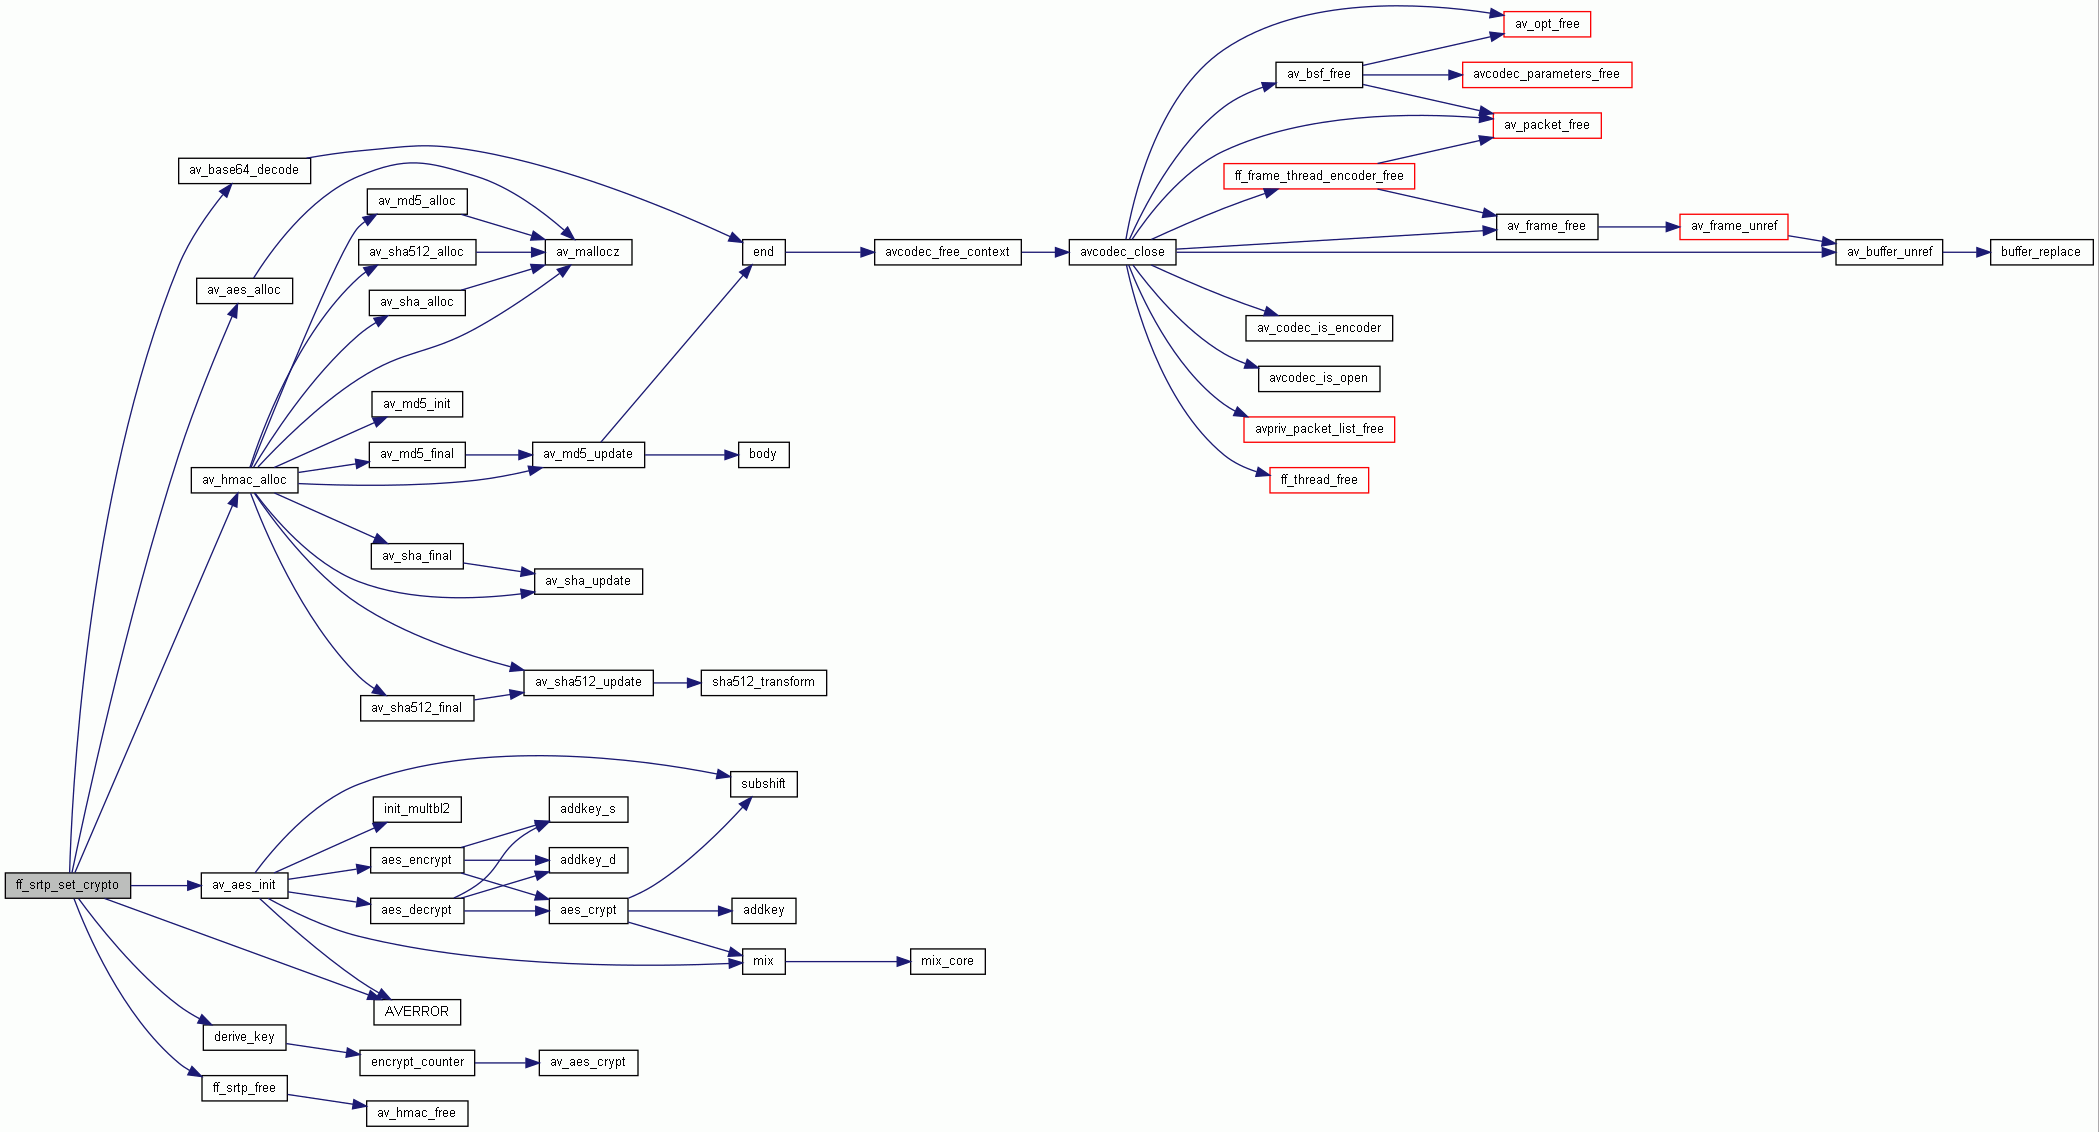 av_opt_free
av_bsf_free
avcodec_parameters_free
av_packet_free
av_base64_decode
ff_frame_thread_encoder_free
av_md5_alloc
av_frame_free
av_frame_unref
av_sha512_alloc
av_mallocz
end
avcodec_free_context
avcodec_close
av_buffer_unref
buffer_replace
av_aes_alloc
av_sha_alloc
av_codec_is_encoder
avcodec_is_open
av_md5_init
avpriv_packet_list_free
av_md5_final
av_md5_update
body
av_hmac_alloc
ff_thread_free
av_sha_final
av_sha_update
av_sha512_update
sha512_transform
av_sha512_final
subshift
init_multbl2
addkey_s
aes_encrypt
addkey_d
ff_srtp_set_crypto
av_aes_init
aes_decrypt
aes_crypt
addkey
mix
mix_core
AVERROR
derive_key
encrypt_counter
av_aes_crypt
ff_srtp_free
av_hmac_free